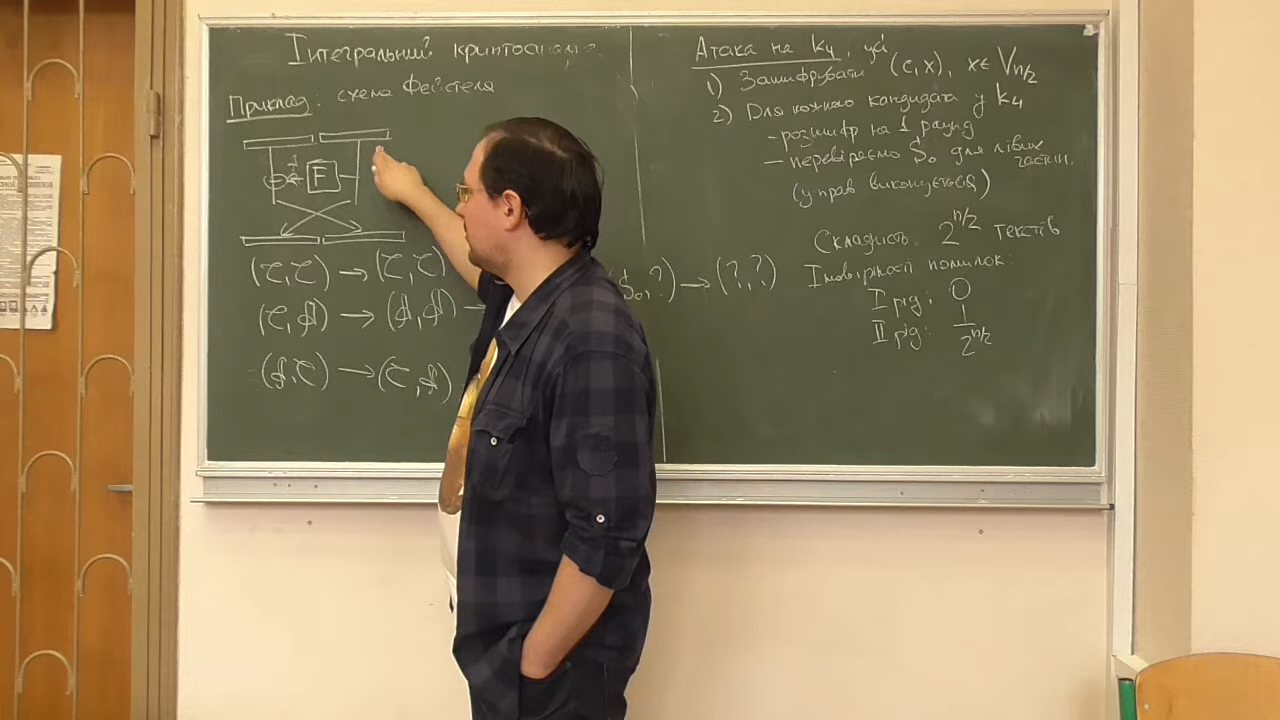 Інтегральний криптоаналіз
Приклад: схема Фейстеля
F
(C, C) → (C, C)
(C, A) → (A, A) →
(S₀, ?) → (?, ?)
(A, C) → (C, A)
Атака на k₄
1) Зашифрувати (c, x), x ∈ V_{n/2}
2) Для кожного кандидата у k₄
- розшифр на 1 раунд
- перевіряємо S₀ для лівих частин.
(у прав виконується)
Складність. 2^{n/2} текстів
Імовірності помилок:
I рід: 0
II рід: 1/2^{n/2}